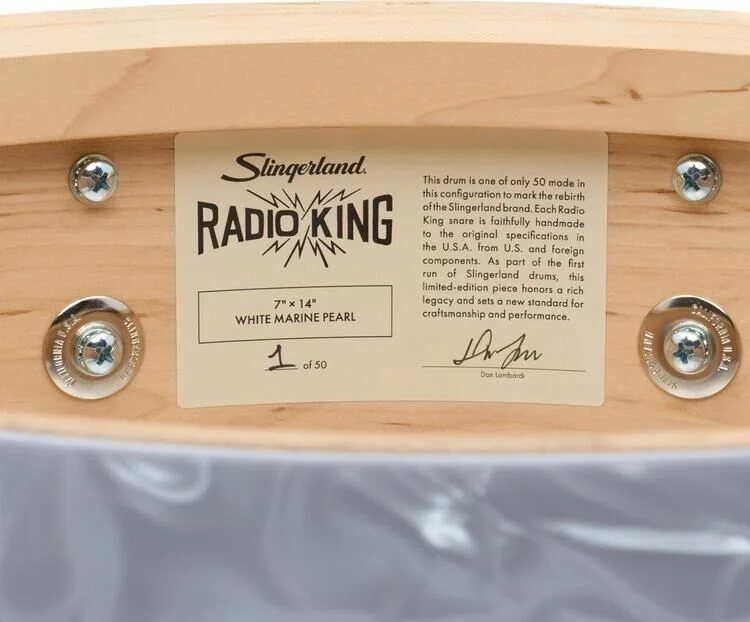 Slingerland.
RADIO KING
7" × 14"
WHITE MARINE PEARL
1 of 50
This drum is one of only 50 made in
this configuration to mark the rebirth
of the Slingerland brand. Each Radio
King snare is faithfully handmade
to the original specifications in
the U.S.A. from U.S. and foreign
components. As part of the first
run of Slingerland drums, this
limited-edition piece honors a rich
legacy and sets a new standard for
craftsmanship and performance.
Don Lombardi
CALIFORNIA U.S.A.
SLINGERLAND
CALIFORNIA U.S.A.